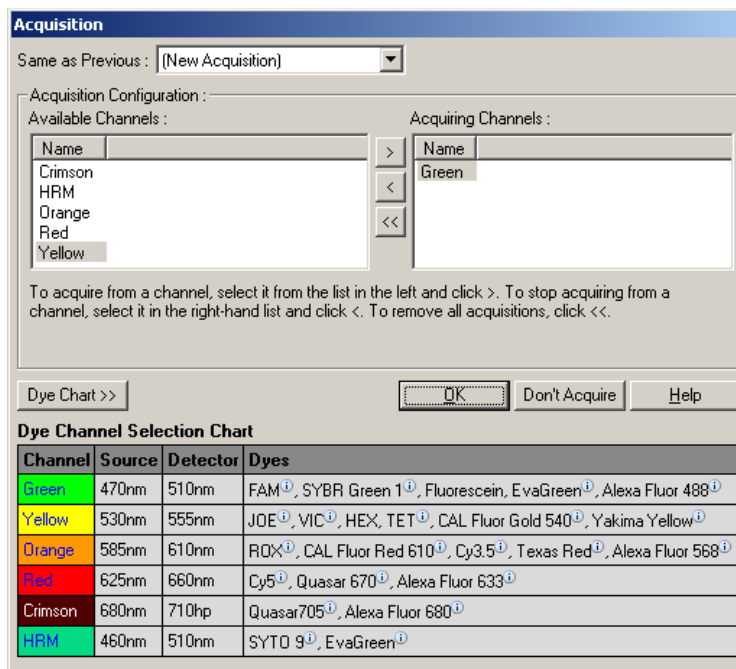 Acquisition
Same as Previous : (New Acquisition)
Acquisition Configuration :
Available Channels :
Name
Crimson
HRM
Orange
Red
Yellow
>
<
<<
Acquiring Channels :
Name
Green
To acquire from a channel, select it from the list in the left and click >. To stop acquiring from a
channel, select it in the right-hand list and click <. To remove all acquisitions, click <<.
Dye Chart >> OK Don't Acquire Help
Dye Channel Selection Chart
Channel Source Detector Dyes
Green 470nm 510nm FAM(i), SYBR Green 1(i), Fluorescein, EvaGreen(i), Alexa Fluor 488(i)
Yellow 530nm 555nm JOE(i), VIC(i), HEX, TET(i), CAL Fluor Gold 540(i), Yakima Yellow(i)
Orange 585nm 610nm ROX(i), CAL Fluor Red 610(i), Cy3.5(i), Texas Red(i), Alexa Fluor 568(i)
Red 625nm 660nm Cy5(i), Quasar 670(i), Alexa Fluor 633(i)
Crimson 680nm 710hp Quasar705(i), Alexa Fluor 680(i)
HRM 460nm 510nm SYTO 9(i), EvaGreen(i)